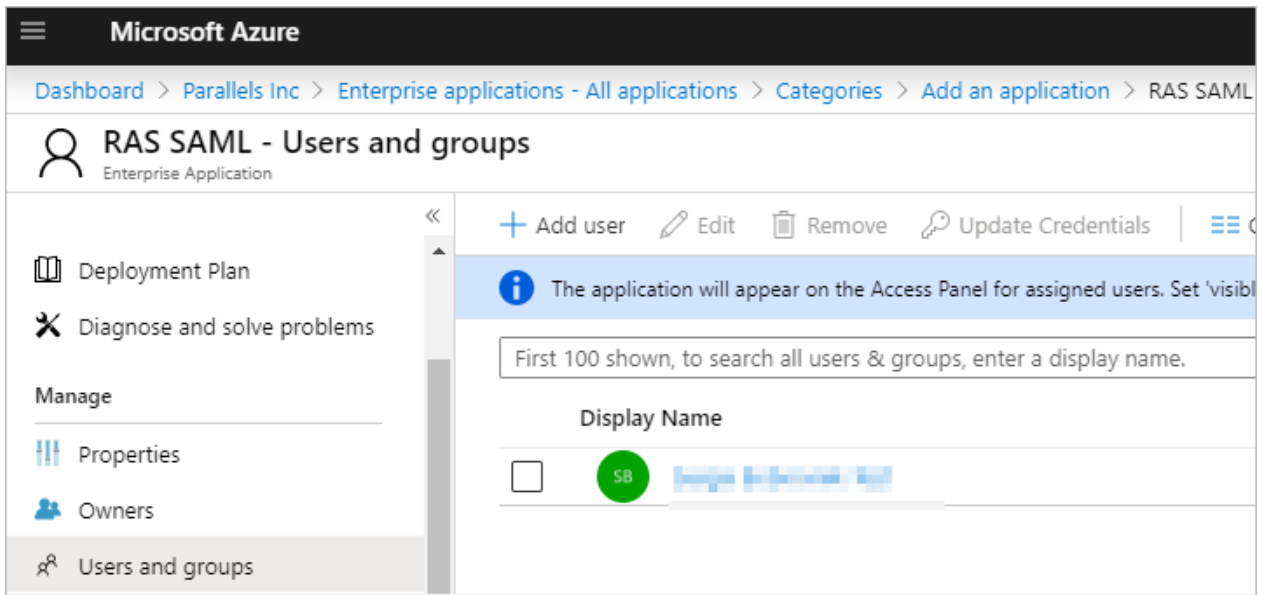 Microsoft Azure
Dashboard > Parallels Inc > Enterprise applications - All applications > Categories > Add an application > RAS SAML
RAS SAML - Users and groups
Enterprise Application
Add user Edit Remove Update Credentials
Deployment Plan
The application will appear on the Access Panel for assigned users. Set
Diagnose and solve problems
First 100 shown, to search all users & groups, enter a display name.
Manage
Display Name
Properties
SB
Owners
Users and groups